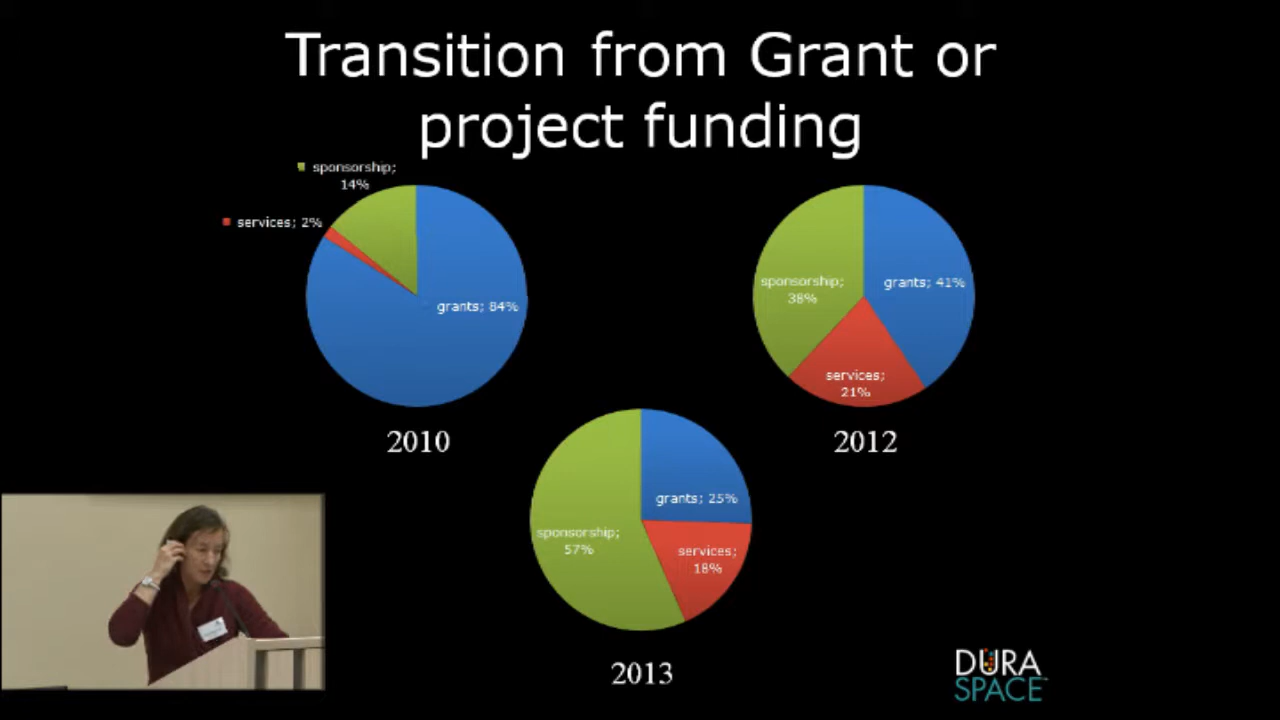 Transition from Grant or
project funding
sponsorship;
14%
services; 2%
grants; 84%
2010
sponsorship;
38%
grants; 41%
services;
21%
2012
grants; 25%
sponsorship;
57%
services;
18%
2013
DURA
SPACE